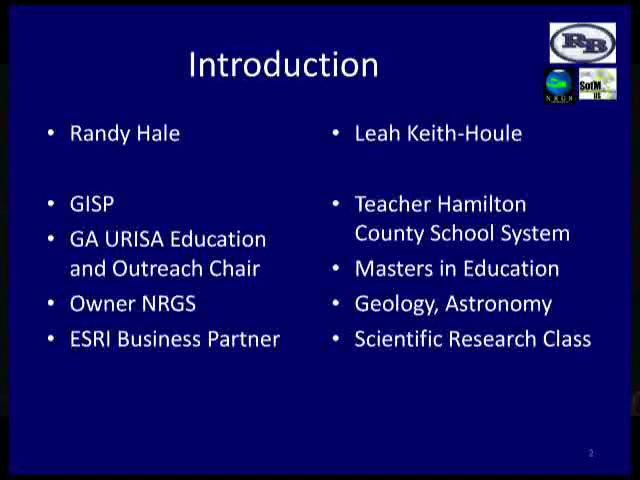 Introduction
RB
NRGS
SotM
US
• Randy Hale
• GISP
• GA URISA Education
and Outreach Chair
• Owner NRGS
• ESRI Business Partner
• Leah Keith-Houle
• Teacher Hamilton
County School System
• Masters in Education
• Geology, Astronomy
• Scientific Research Class
2